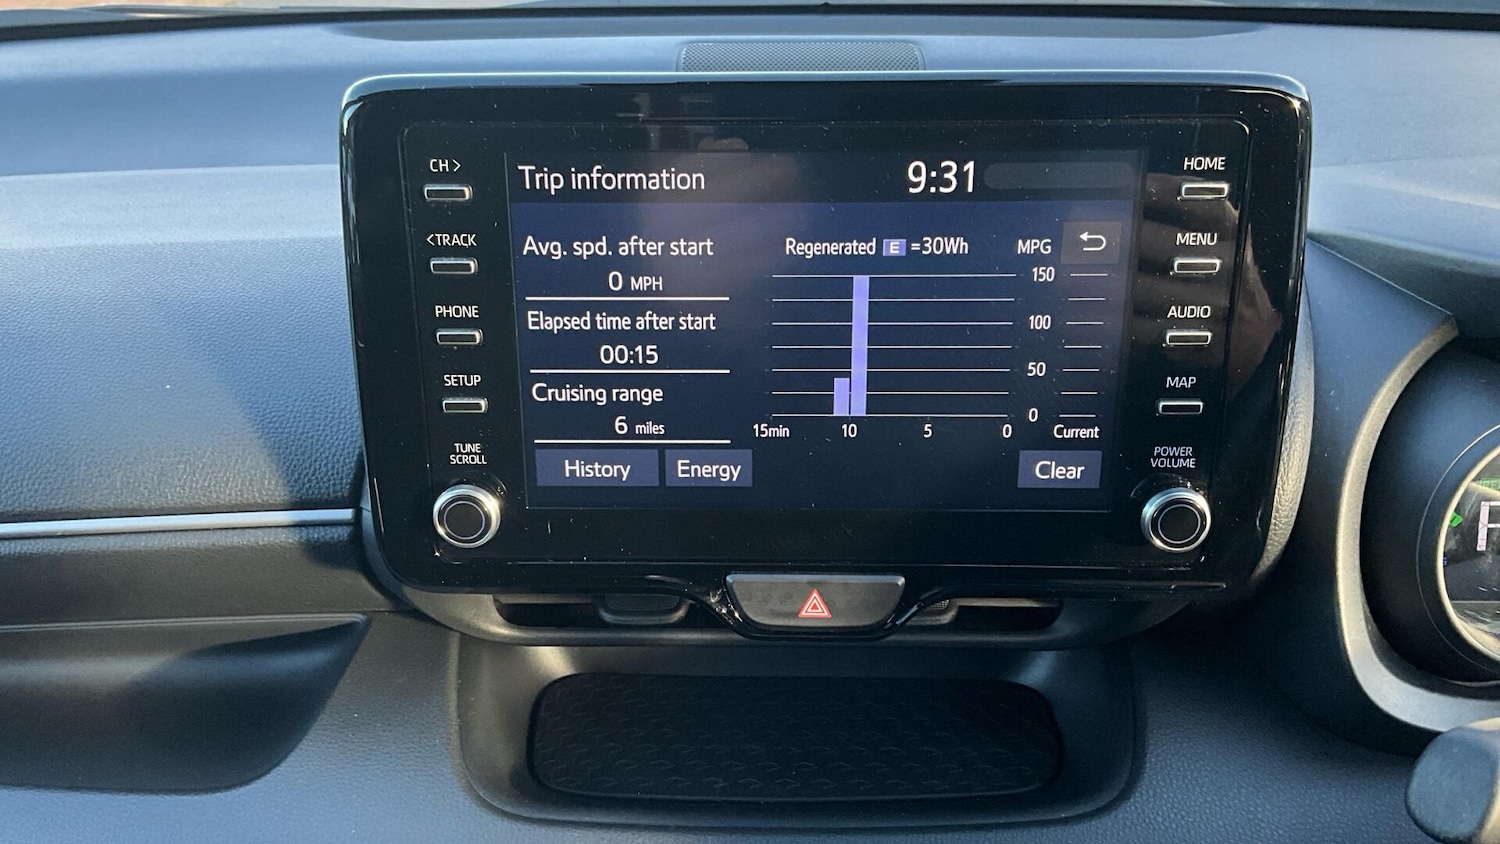 CH >
<TRACK
PHONE
SETUP
TUNE
SCROLL
Trip information
9:31
Avg. spd. after start
0 MPH
Elapsed time after start
00:15
Cruising range
6 miles
History
Energy
Regenerated E =30Wh
MPG
150
100
50
0
15min 10 5 0 Current
Clear
HOME
MENU
AUDIO
MAP
POWER
VOLUME